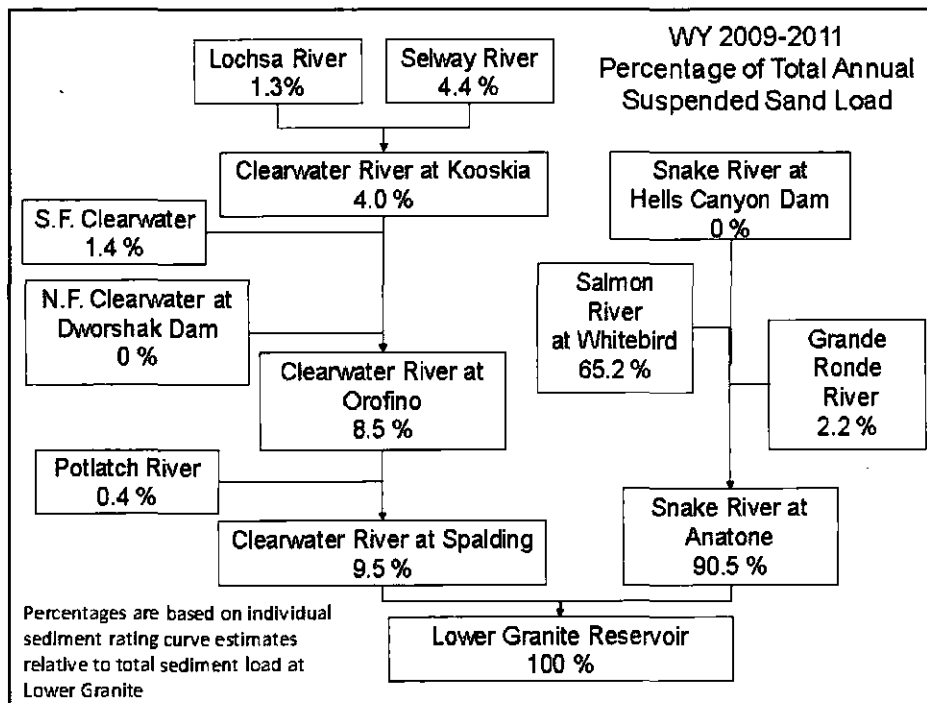 WY 2009-2011
Percentage of Total Annual
Suspended Sand Load
Lochsa River
1.3%
Selway River
4.4 %
Clearwater River at Kooskia
4.0 %
Snake River at
Hells Canyon Dam
0 %
S.F. Clearwater
1.4 %
N.F. Clearwater at
Dworshak Dam
0 %
Salmon
River
at Whitebird
65.2 %
Grande
Ronde
River
2.2 %
Clearwater River at
Orofino
8.5 %
Potlatch River
0.4 %
Clearwater River at Spalding
9.5 %
Snake River at
Anatone
90.5 %
Lower Granite Reservoir
100 %
Percentages are based on individual
sediment rating curve estimates
relative to total sediment load at
Lower Granite